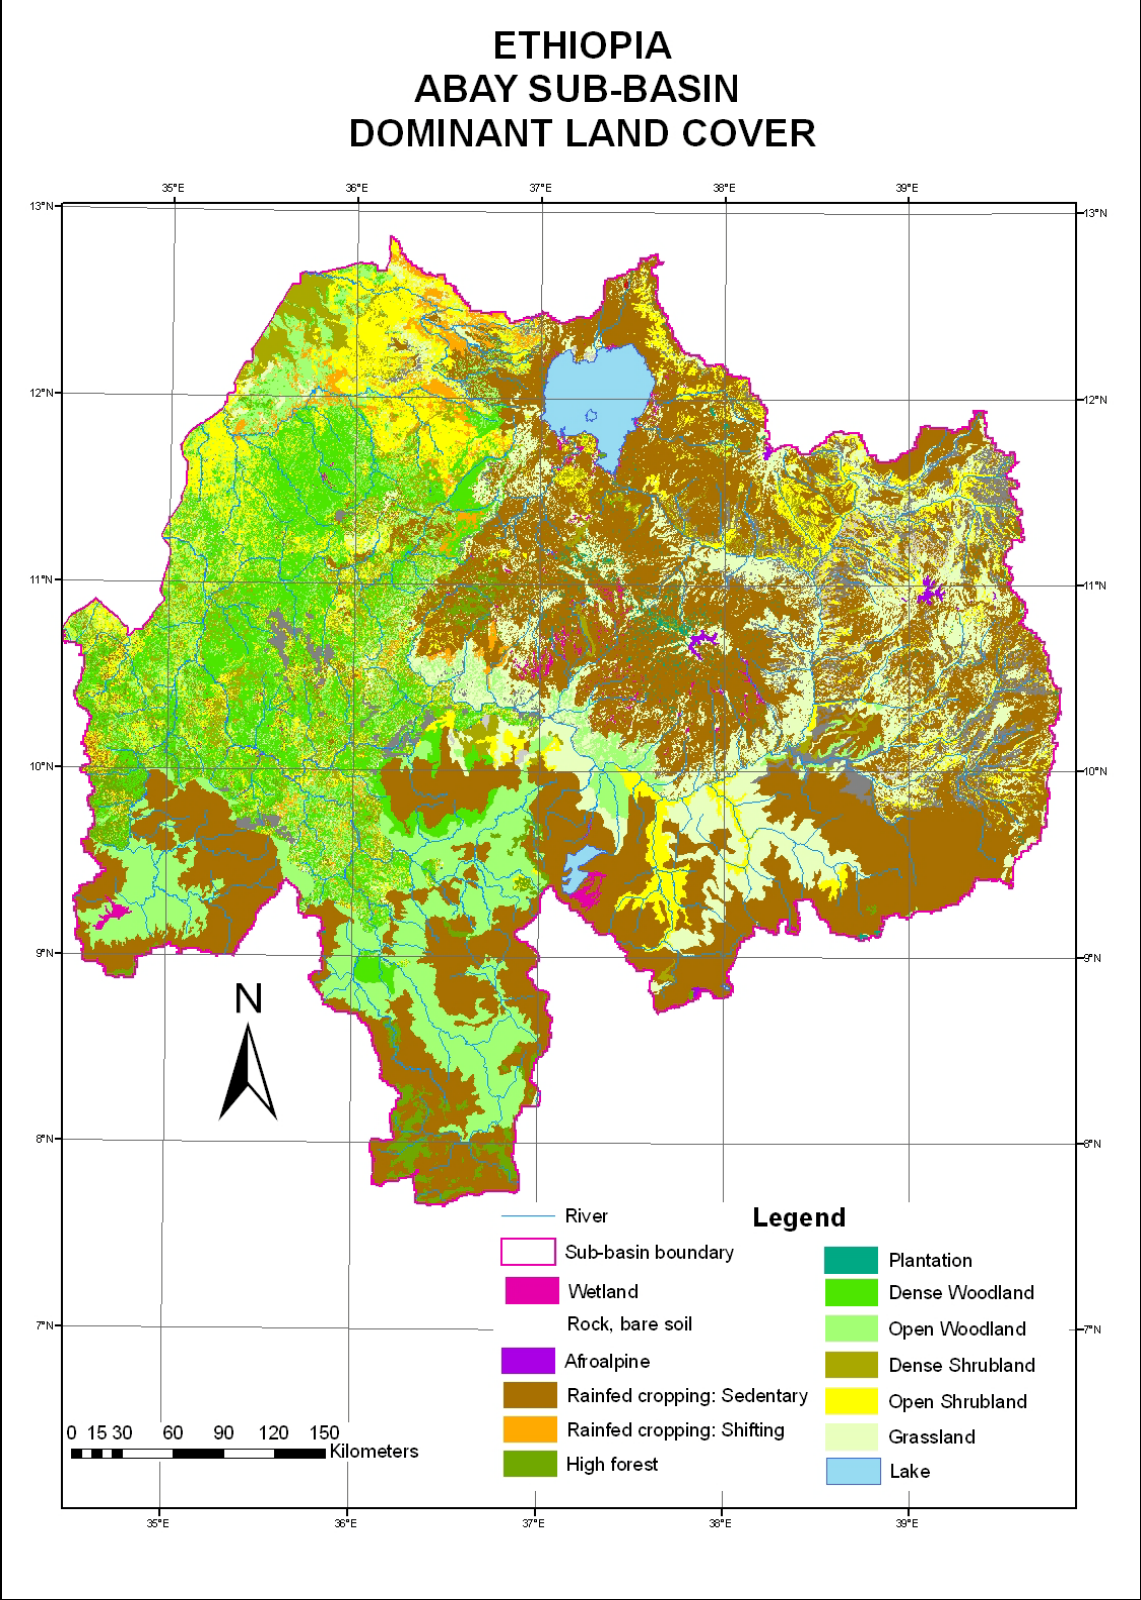 ETHIOPIA
ABAY SUB-BASIN
DOMINANT LAND COVER
35°E 36°E 37°E 38°E 39°E
13°N 13°N
12°N 12°N
11°N 11°N
10°N 10°N
9°N 9°N
N
8°N 8°N
Legend
River
Sub-basin boundary
Wetland
Rock, bare soil
Afroalpine
Rainfed cropping: Sedentary
Rainfed cropping: Shifting
High forest
Plantation
Dense Woodland
Open Woodland
Dense Shrubland
Open Shrubland
Grassland
Lake
7°N 7°N
0 15 30 60 90 120 150
Kilometers
35°E 36°E 37°E 38°E 39°E